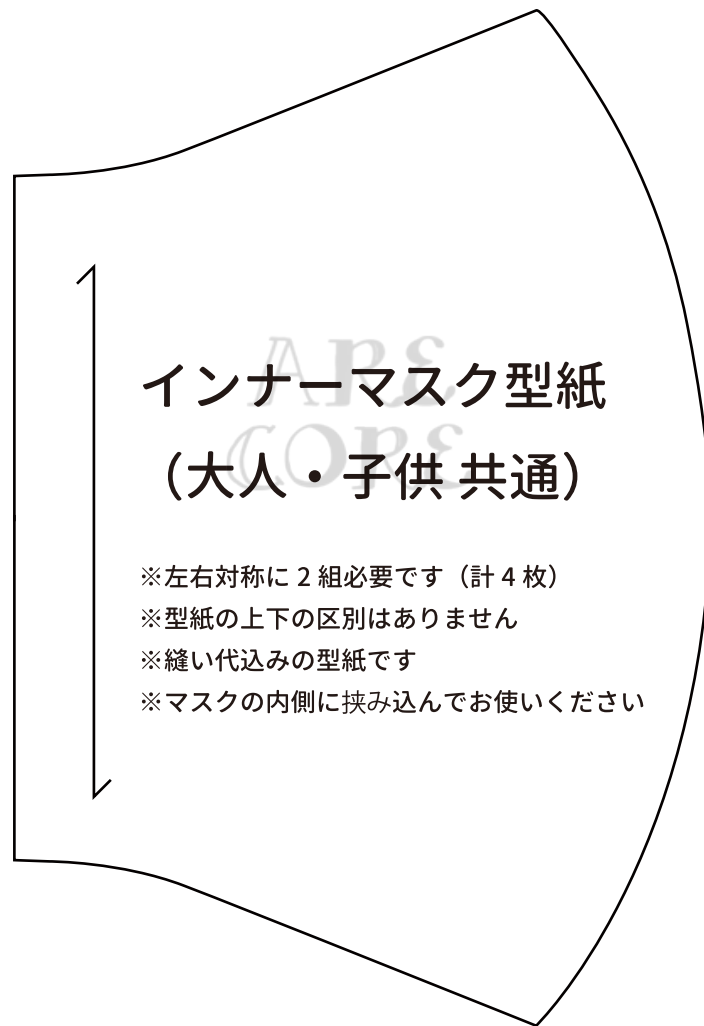 ARE
CORE
インナーマスク型紙
（大人・子供 共通）
※左右対称に 2 組必要です（計 4 枚）
※型紙の上下の区別はありません
※縫い代込みの型紙です
※マスクの内側に挟み込んでお使いください